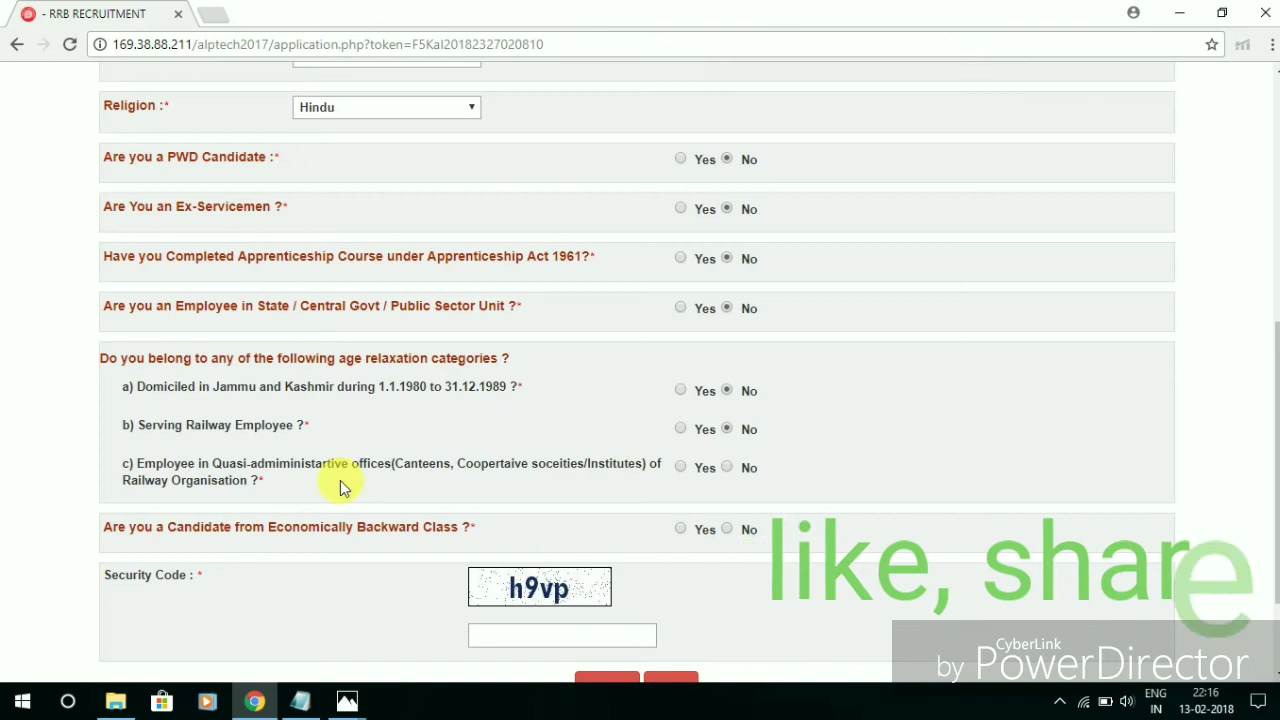 - RRB RECRUITMENT
169.38.88.211/alptech2017/application.php?token=F5KaI20182327020810
Religion :* Hindu
Are you a PWD Candidate :* Yes No
Are You an Ex-Servicemen ?* Yes No
Have you Completed Apprenticeship Course under Apprenticeship Act 1961?* Yes No
Are you an Employee in State / Central Govt / Public Sector Unit ?* Yes No
Do you belong to any of the following age relaxation categories ?
a) Domiciled in Jammu and Kashmir during 1.1.1980 to 31.12.1989 ?* Yes No
b) Serving Railway Employee ?* Yes No
c) Employee in Quasi-admiministartive offices(Canteens, Coopertaive soceities/Institutes) of Yes No
Railway Organisation ?*
Are you a Candidate from Economically Backward Class ?* Yes No
like, share
Security Code : * h9vp
CyberLink
by PowerDirector
ENG 22:16
IN 13-02-2018